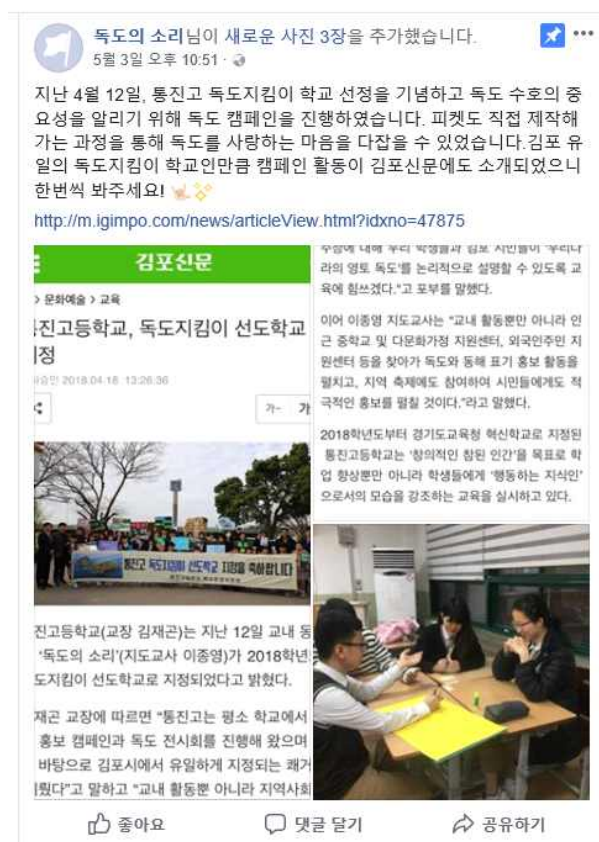 독도의 소리님이 새로운 사진 3장을 추가했습니다.
5월 3일 오후 10:51 ·
지난 4월 12일, 통진고 독도지킴이 학교 선정을 기념하고 독도 수호의 중
요성을 알리기 위해 독도 캠페인을 진행하였습니다. 피켓도 직접 제작해
가는 과정을 통해 독도를 사랑하는 마음을 다잡을 수 있었습니다.김포 유
일의 독도지킴이 학교인만큼 캠페인 활동이 김포신문에도 소개되었으니
한번씩 봐주세요! 🤟✨
http://m.igimpo.com/news/articleView.html?idxno=47875
김포신문
> 문화예술 > 교육
통진고등학교, 독도지킴이 선도학교
지정
승인 2018.04.18 13:26:36
가- 가
통진고 독도지킴이 선도학교 지정을 축하합니다
진고등학교(교장 김재곤)는 지난 12일 교내 동
'독도의 소리'(지도교사 이종영)가 2018학년
도지킴이 선도학교로 지정되었다고 밝혔다.
재곤 교장에 따르면 "통진고는 평소 학교에서
홍보 캠페인과 독도 전시회를 진행해 왔으며
바탕으로 김포시에서 유일하게 지정되는 쾌거
뤘다"고 말하고 "교내 활동뿐 아니라 지역사회
주장에 대해 우리 학생들과 김포 시민들이 '우리나
라의 영토 독도'를 논리적으로 설명할 수 있도록 교
육에 힘쓰겠다."고 포부를 말했다.
이어 이종영 지도교사는 "교내 활동뿐만 아니라 인
근 중학교 및 다문화가정 지원센터, 외국인주민 지
원센터 등을 찾아가 독도와 동해 표기 홍보 활동을
펼치고, 지역 축제에도 참여하여 시민들에게도 적
극적인 홍보를 펼칠 것이다."라고 말했다.
2018학년도부터 경기도교육청 혁신학교로 지정된
통진고등학교는 '창의적인 참된 인간'을 목표로 학
업 향상뿐만 아니라 학생들에게 '행동하는 지식인'
으로서의 모습을 강조하는 교육을 실시하고 있다.
좋아요
댓글 달기
공유하기